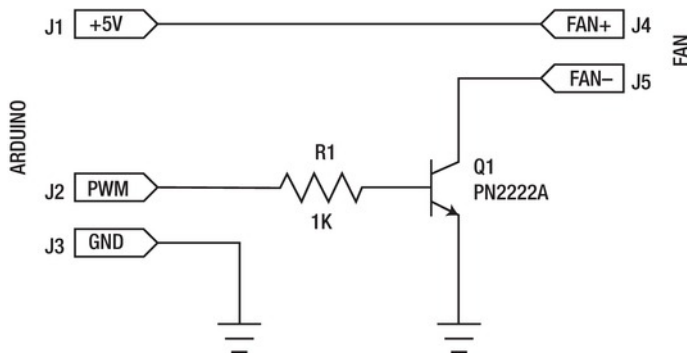 J1 +5V FAN+ J4
FAN
FAN– J5
ARDUINO
R1
Q1
J2 PWM
PN2222A
1K
J3 GND